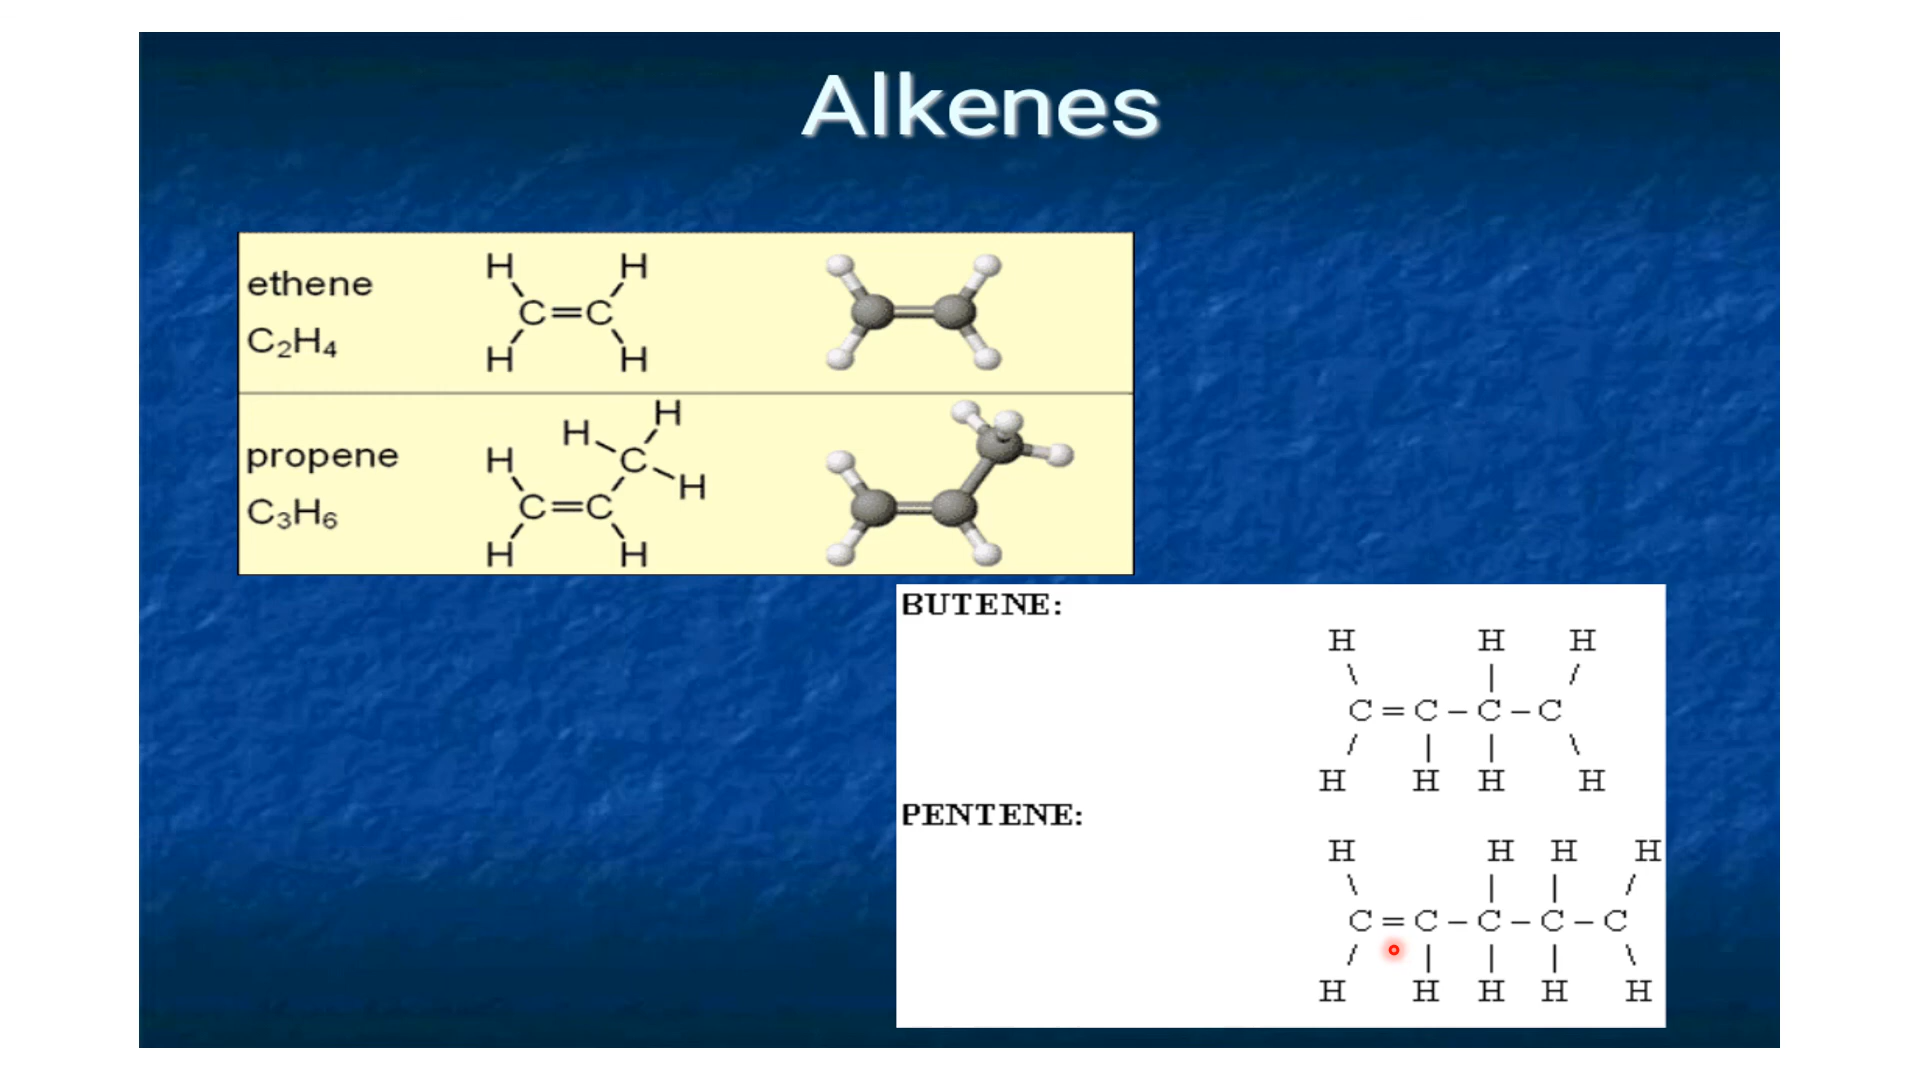 Alkenes
ethene
C₂H₄
H H
C=C
H H
propene
C₃H₆
H
H
H C
H
C=C
H H
BUTENE:
H H H
C=C–C–C
H H H H
PENTENE:
H H H H
C=C–C–C–C
H H H H H